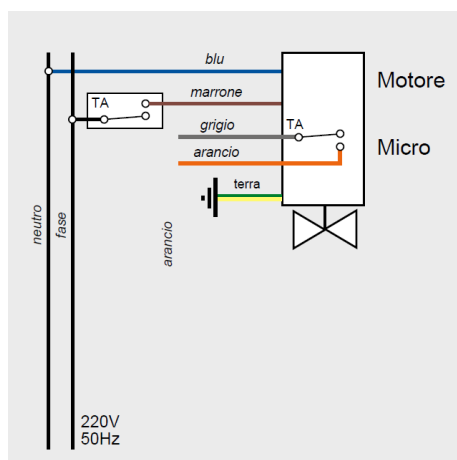 blu
Motore
marrone
TA
grigio
TA
Micro
arancio
terra
neutro
fase
arancio
220V
50Hz